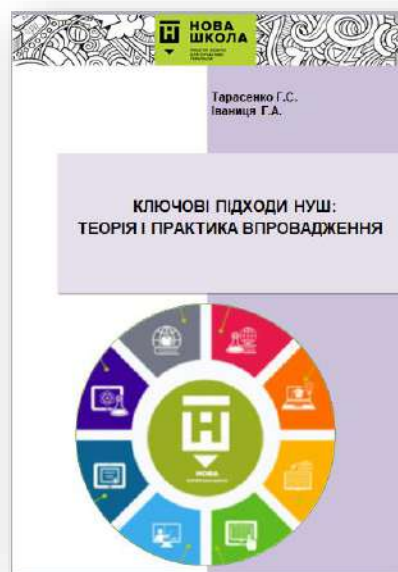 НОВА
ШКОЛА
Тарасенко Г.С.
Іваниця Г.А.
КЛЮЧОВІ ПІДХОДИ НУШ:
ТЕОРІЯ І ПРАКТИКА ВПРОВАДЖЕННЯ
НОВА